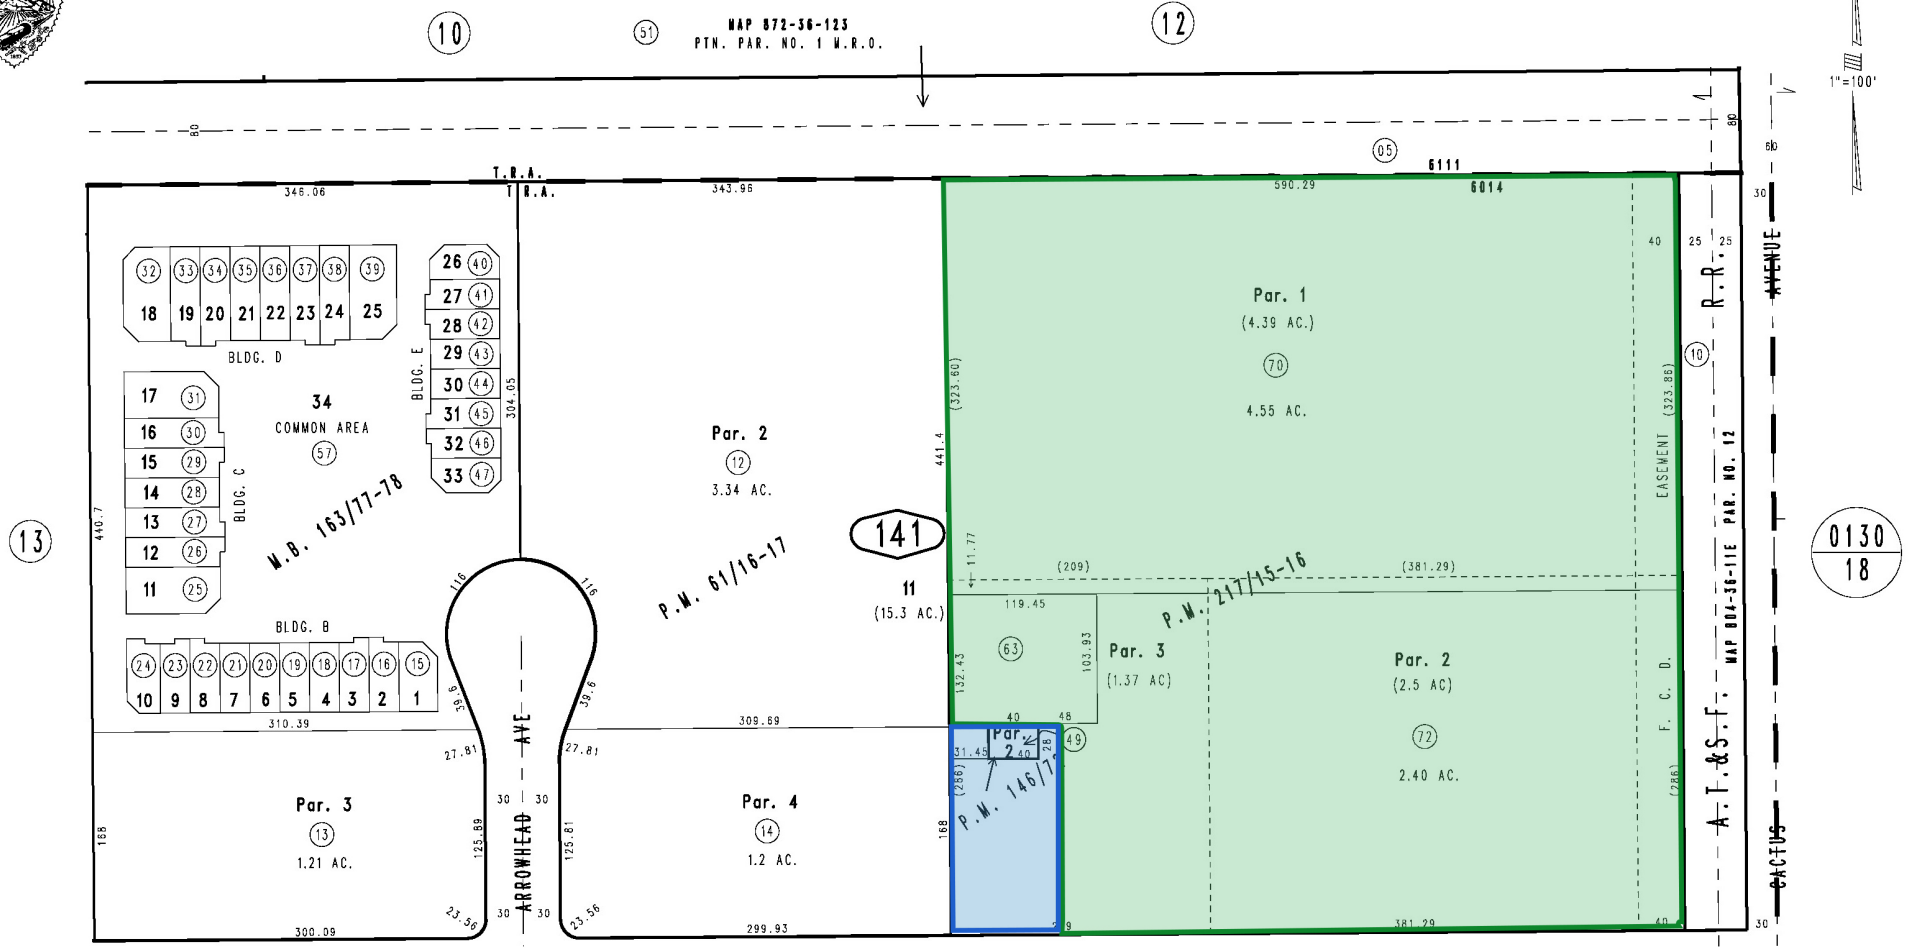 10
51
MAP 872-36-123
PTN. PAR. NO. 1 M.R.O.
12
1"=100'
80
80
60
05
6111
T.R.A.
T.R.A.
346.06
343.96
590.29
6014
30
40
25
25
R.R.
AVENUE
32 33 34 35 36 37 38 39
18 19 20 21 22 23 24 25
BLDG. D
26 40
27 41
28 42
29 43
30 44
31 45
32 46
33 47
BLDG. E
304.05
17 31
16 30
15 29
14 28
13 27
12 26
11 25
BLDG. C
34
COMMON AREA
57
M.B. 163/77-78
440.7
13
Par. 2
12
3.34 AC.
P.M. 61/16-17
141
11
(15.3 AC.)
441.4
(323.60)
Par. 1
(4.39 AC.)
70
4.55 AC.
(323.86)
EASEMENT
10
MAP 804-36-11E PAR. NO. 12
0130
18
11.77
(209)
(381.29)
P.M. 217/15-16
119.45
63
103.93
132.43
Par. 3
(1.37 AC)
Par. 2
(2.5 AC)
72
2.40 AC.
F. C. D.
(286)
A.T.&S.F.
CACTUS
116
116
BLDG. B
24 23 22 21 20 19 18 17 16 15
10 9 8 7 6 5 4 3 2 1
310.39
39.6
39.6
309.69
27.81
27.81
40
48
Par.
2
49
28
31.45
40
(286)
P.M. 146/7
168
168
Par. 3
13
1.21 AC.
30
30
125.89
125.81
ARROWHEAD AVE
Par. 4
14
1.2 AC.
30
30
23.56
23.56
300.09
299.93
9
381.29
40
30